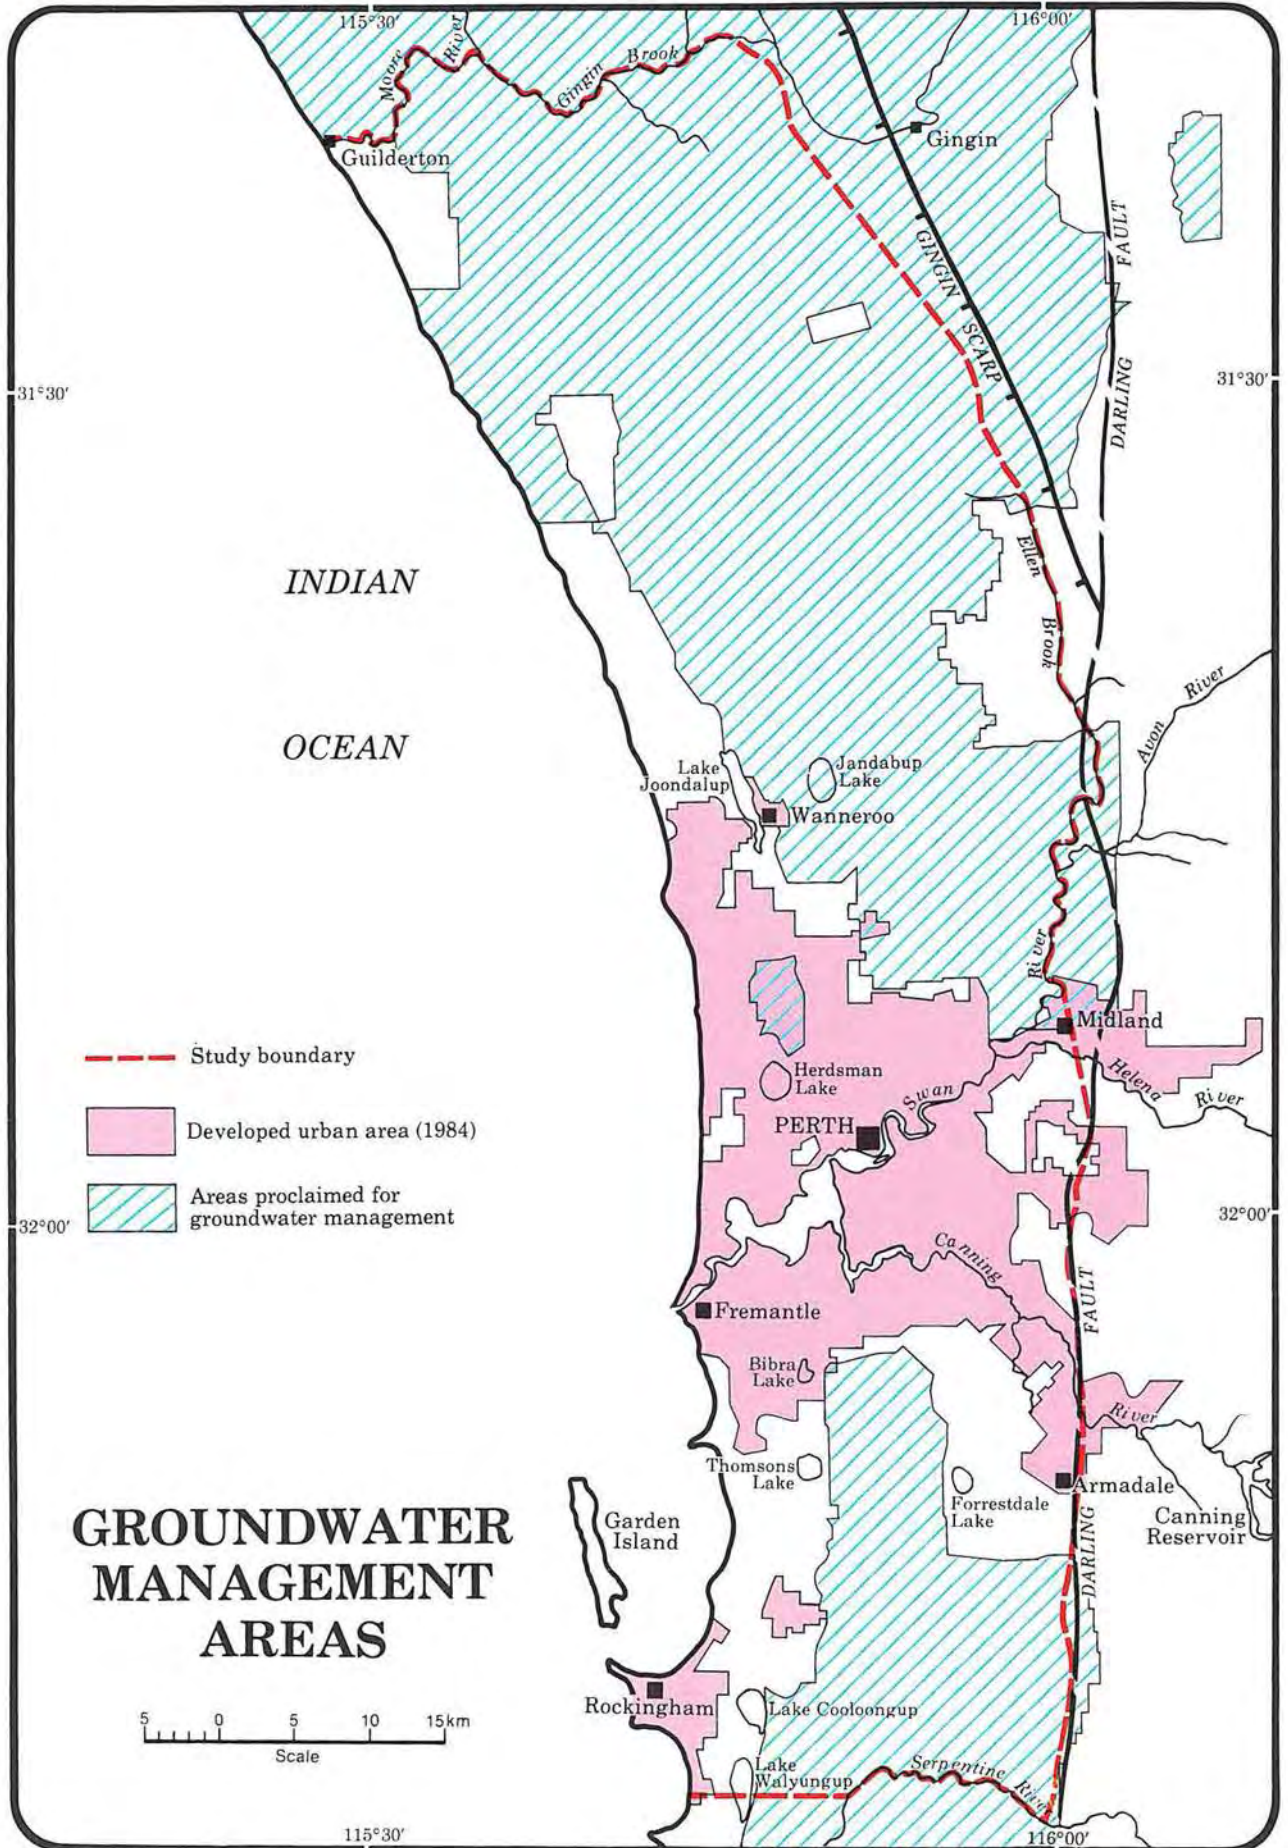 115°30′
116°00′
Moore
River
Gingin
Brook
Guilderton
Gingin
GINGIN
SCARP
FAULT
DARLING
31°30′
31°30′
INDIAN
OCEAN
Ellen
Brook
Avon
River
Lake
Joondalup
Jandabup
Lake
Wanneroo
River
Midland
Study boundary
Herdsman
Lake
Swan
Helena
River
Developed urban area (1984)
PERTH
Areas proclaimed for
groundwater management
32°00′
32°00′
Canning
Fremantle
FAULT
Bibra
Lake
River
Thomsons
Lake
Forrestdale
Lake
Armadale
Canning
Reservoir
GROUNDWATER
MANAGEMENT
AREAS
Garden
Island
DARLING
Rockingham
Lake Cooloongup
5 0 5 10 15km
Scale
Lake
Walyungup
Serpentine
River
115°30′
116°00′